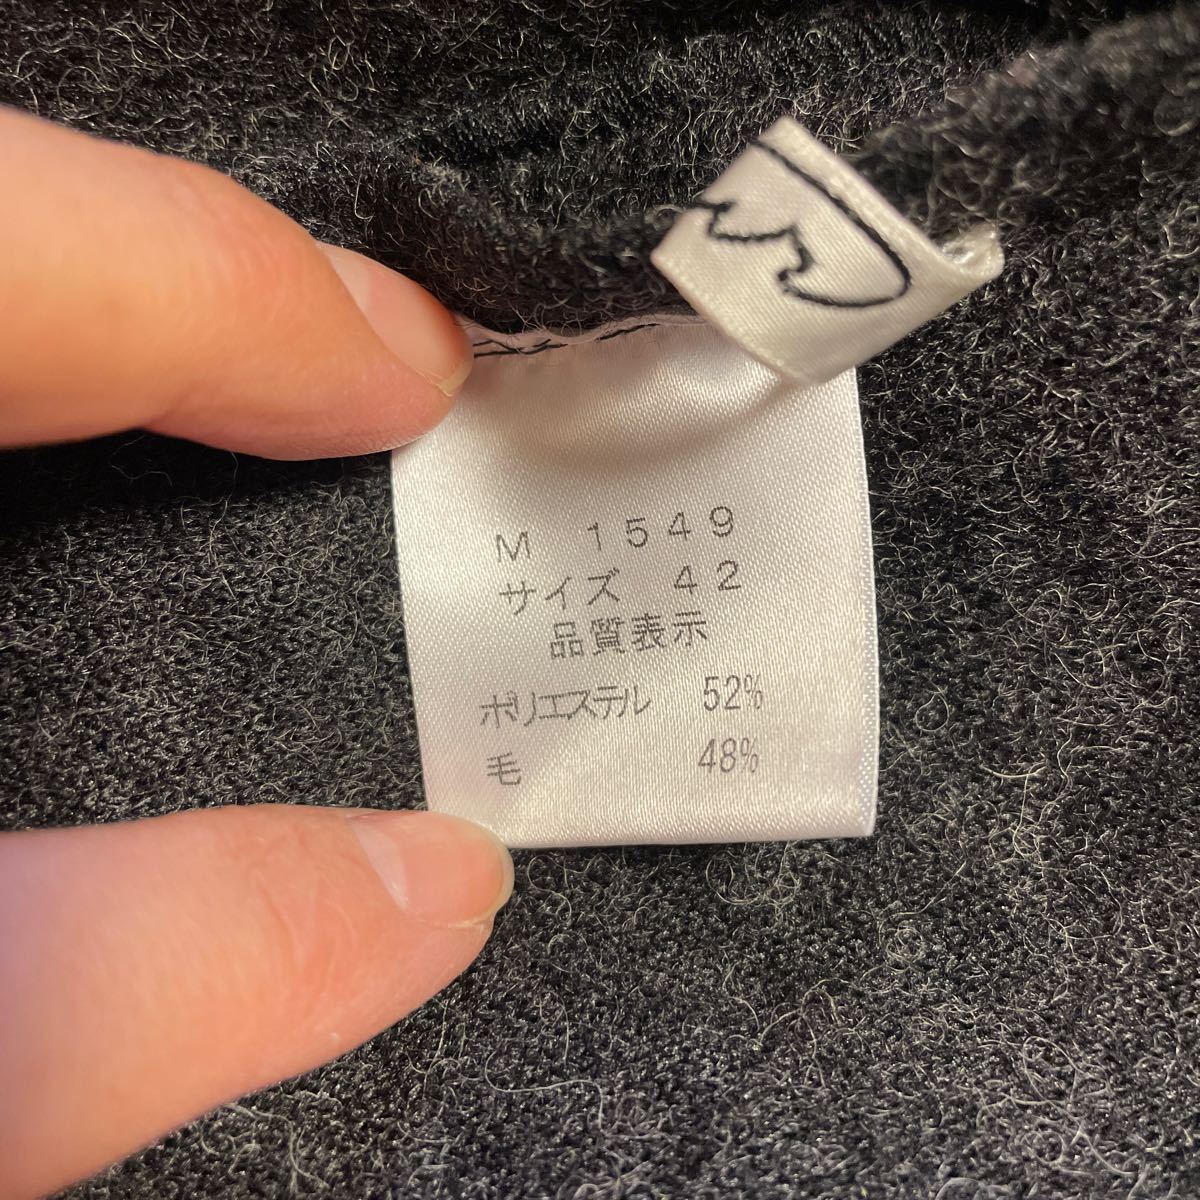 M 1549
サイズ 42
品質表示
ポリエステル 52%
毛 48%